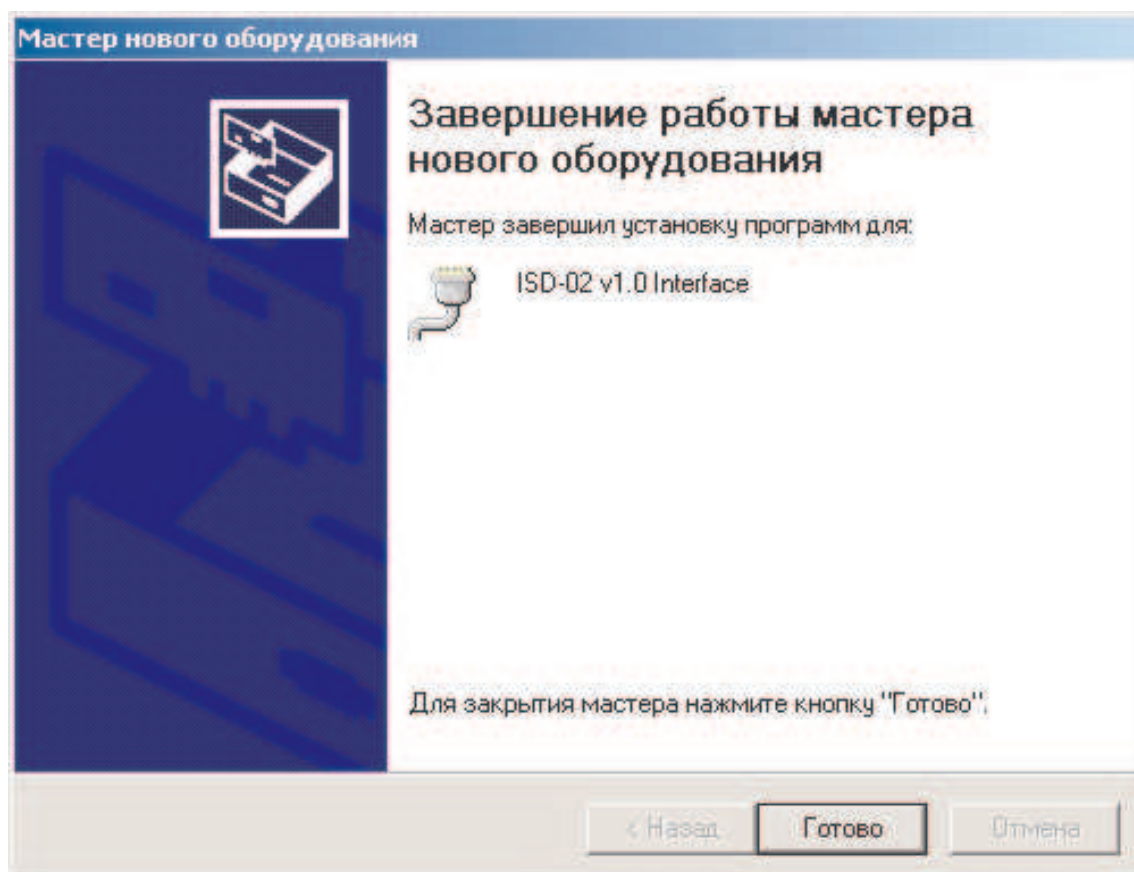 Мастер нового оборудования
Завершение работы мастера
нового оборудования
Мастер завершил установку программ для:
ISD-02 v1.0 Interface
Для закрытия мастера нажмите кнопку "Готово".
< Назад
Готово
Отмена